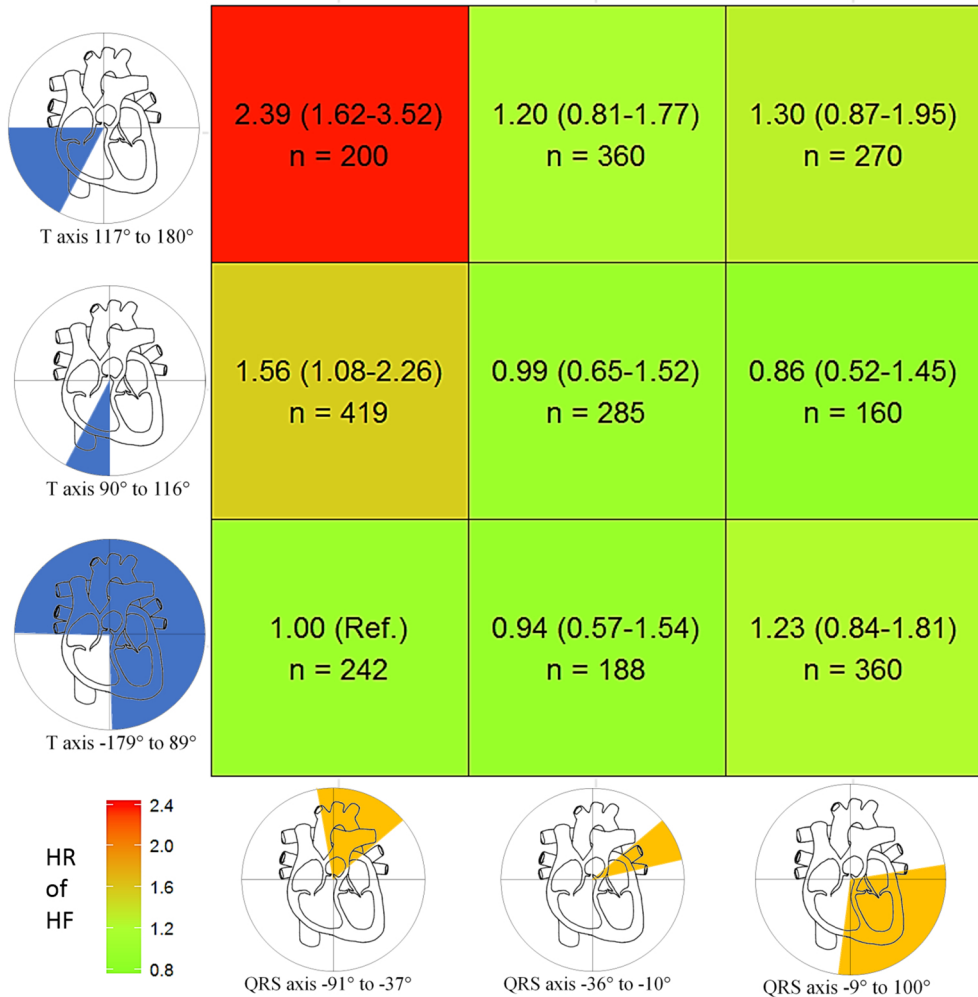 2.39 (1.62-3.52)
n = 200
1.20 (0.81-1.77)
n = 360
1.30 (0.87-1.95)
n = 270
T axis 117° to 180°
1.56 (1.08-2.26)
n = 419
0.99 (0.65-1.52)
n = 285
0.86 (0.52-1.45)
n = 160
T axis 90° to 116°
1.00 (Ref.)
n = 242
0.94 (0.57-1.54)
n = 188
1.23 (0.84-1.81)
n = 360
T axis -179° to 89°
HR
of
HF
2.4
2.0
1.6
1.2
0.8
QRS axis -91° to -37°
QRS axis -36° to -10°
QRS axis -9° to 100°